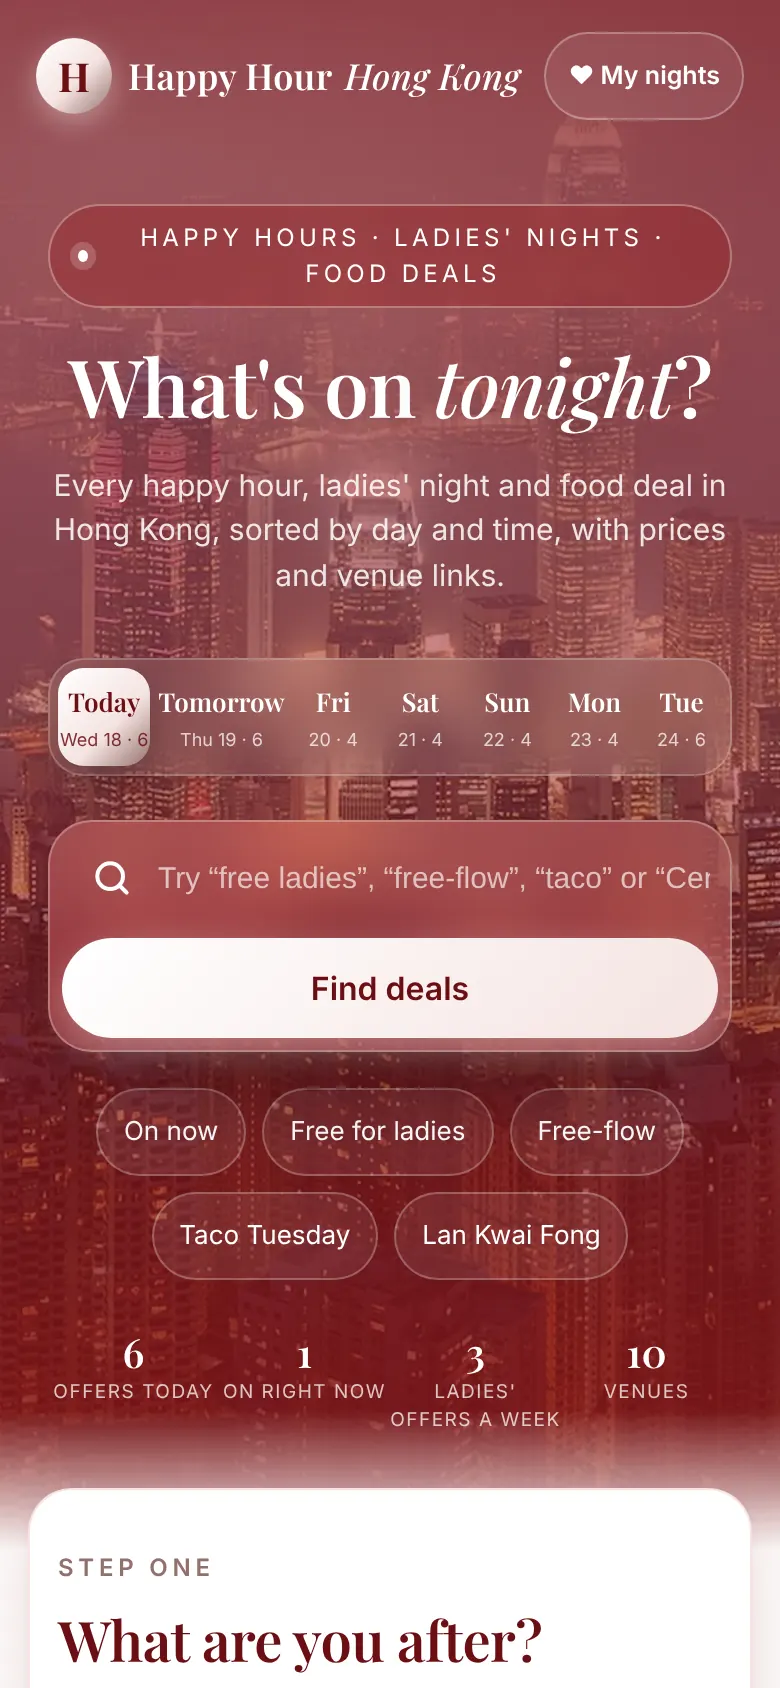 H Happy Hour Hong Kong ♥ My nights
HAPPY HOURS · LADIES' NIGHTS ·
FOOD DEALS
What's on tonight?
Every happy hour, ladies' night and food deal in
Hong Kong, sorted by day and time, with prices
and venue links.
Today Tomorrow Fri Sat Sun Mon Tue
Wed 18 · 6 Thu 19 · 6 20 · 4 21 · 4 22 · 4 23 · 4 24 · 6
Try “free ladies”, “free-flow”, “taco” or “Cer
Find deals
On now Free for ladies Free-flow
Taco Tuesday Lan Kwai Fong
6 1 3 10
OFFERS TODAY ON RIGHT NOW LADIES' VENUES
OFFERS A WEEK
STEP ONE
What are you after?